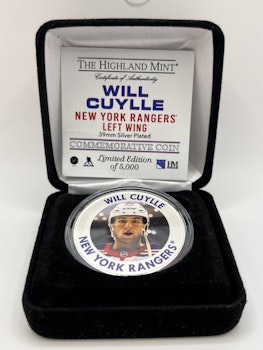 THE HIGHLAND MINT®
Certificate of Authenticity
WILL
CUYLLE
NEW YORK RANGERS®
LEFT WING
39mm Silver Plated
COMMEMORATIVE COIN
Limited Edition
of 5,000
HM
WILL CUYLLE
NEW YORK RANGERS®